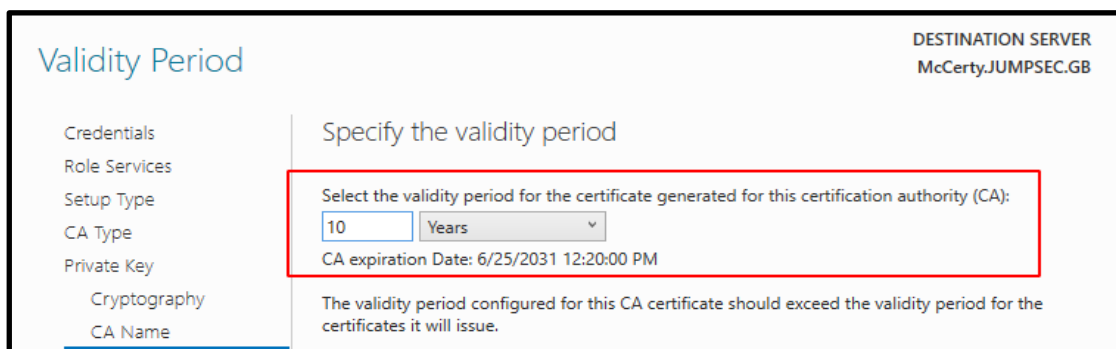 Validity Period
DESTINATION SERVER
McCerty.JUMPSEC.GB
Credentials
Role Services
Setup Type
CA Type
Private Key
Cryptography
CA Name
Specify the validity period
Select the validity period for the certificate generated for this certification authority (CA):
10 Years
CA expiration Date: 6/25/2031 12:20:00 PM
The validity period configured for this CA certificate should exceed the validity period for the
certificates it will issue.